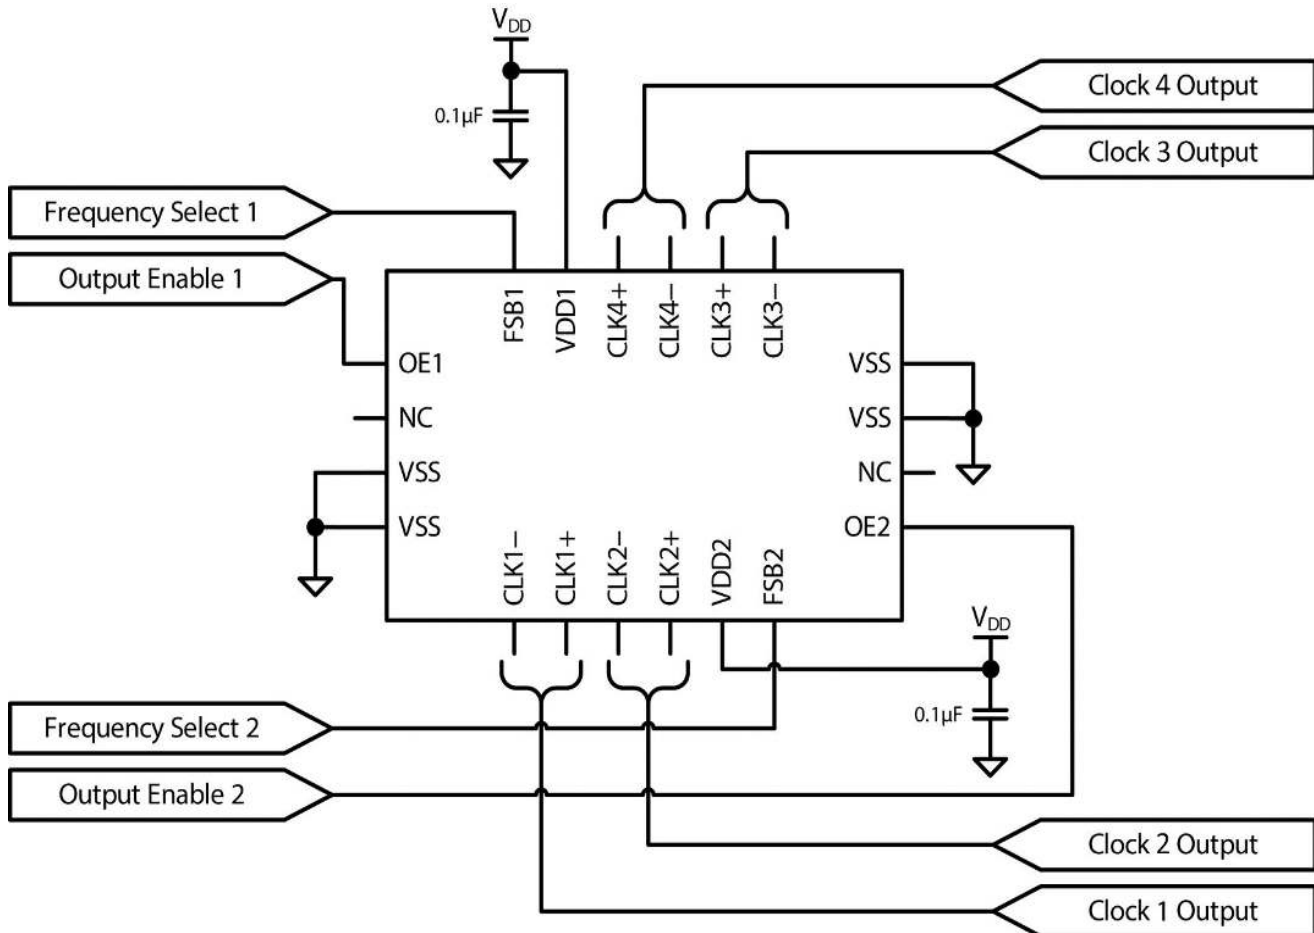 VDD
Clock 4 Output
0.1µF
Clock 3 Output
Frequency Select 1
Output Enable 1
FSB1
VDD1
CLK4+
CLK4−
CLK3+
CLK3−
OE1
VSS
NC
VSS
VSS
NC
VSS
OE2
CLK1−
CLK1+
CLK2−
CLK2+
VDD2
FSB2
VDD
0.1µF
Frequency Select 2
Output Enable 2
Clock 2 Output
Clock 1 Output